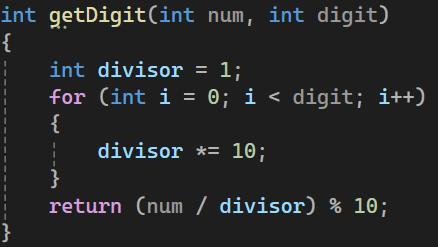 int getDigit(int num, int digit)
{
    int divisor = 1;
    for (int i = 0; i < digit; i++)
    {
        divisor *= 10;
    }
    return (num / divisor) % 10;
}